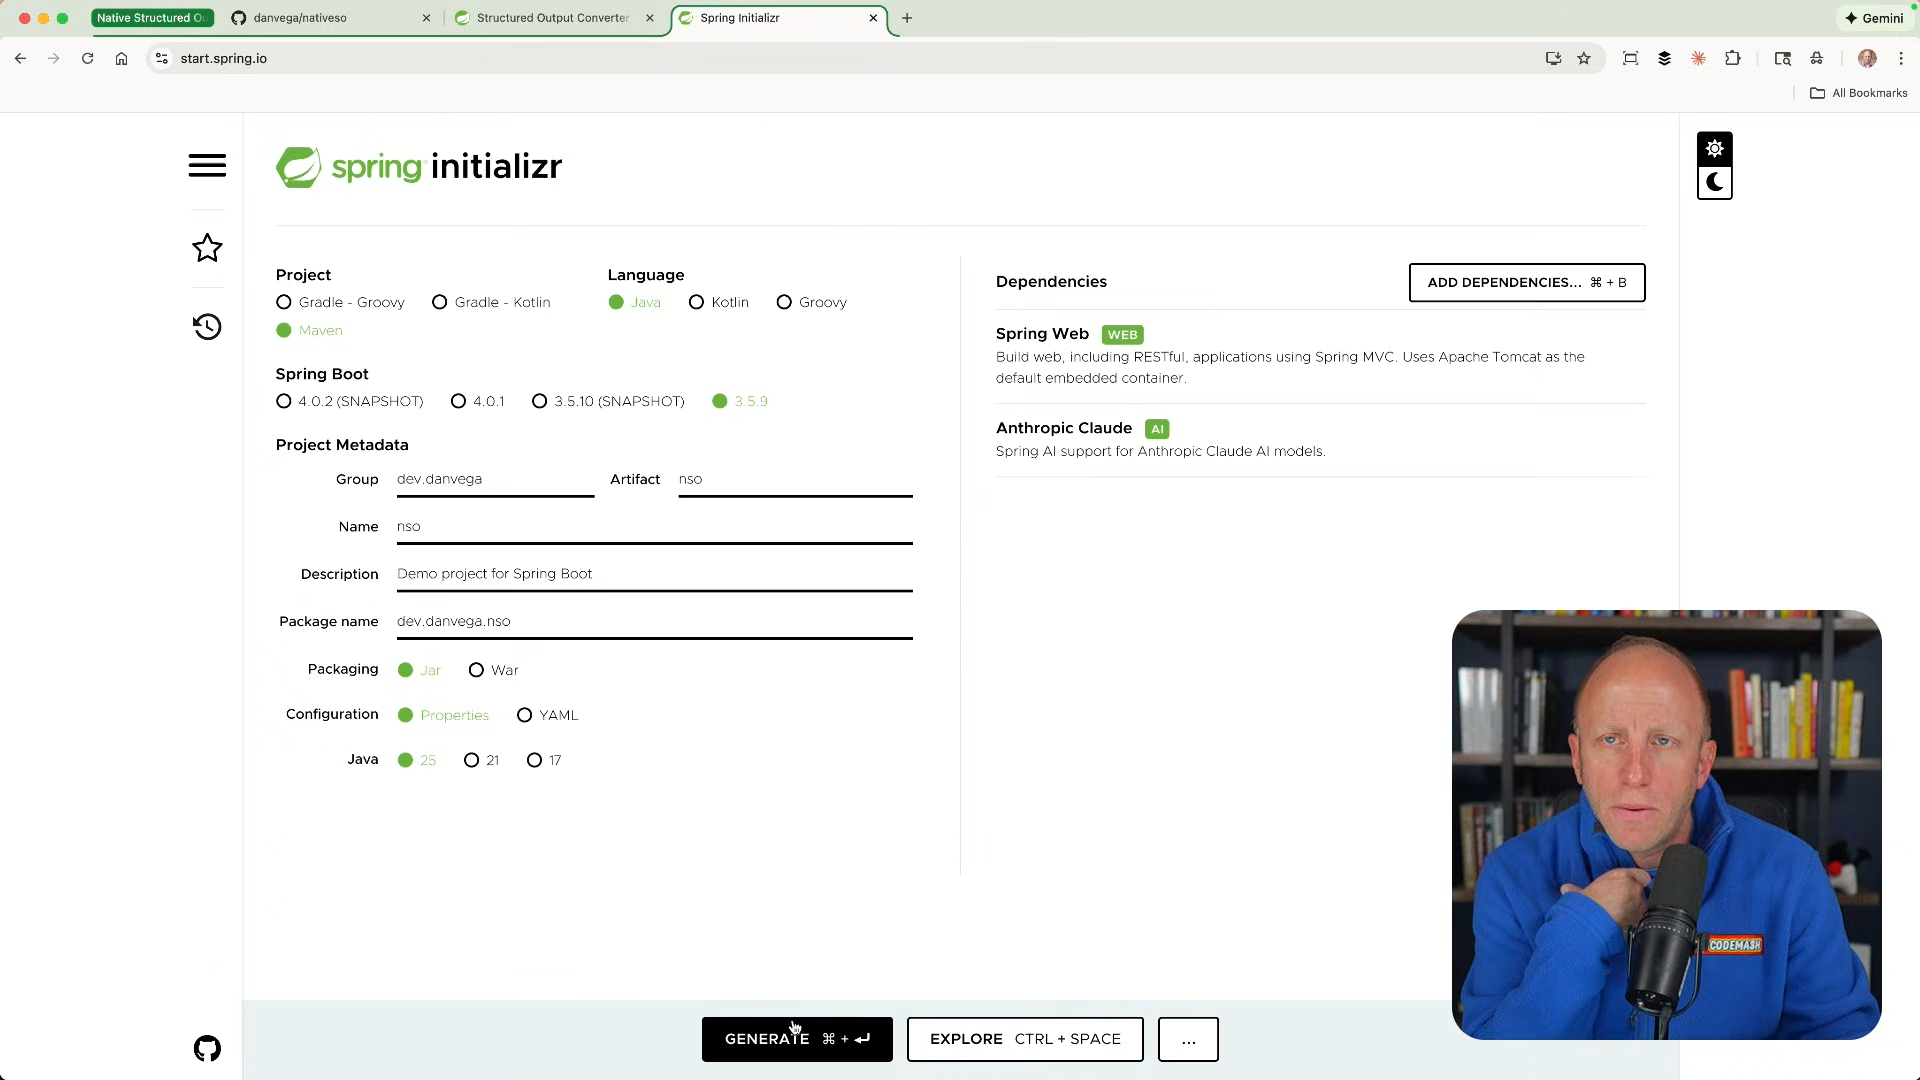 Native Structured Ou
danvega/nativeso
Structured Output Converter
Spring Initializr
Gemini
start.spring.io
All Bookmarks
spring initializr
Project
Gradle - Groovy
Gradle - Kotlin
Maven
Language
Java
Kotlin
Groovy
Spring Boot
4.0.2 (SNAPSHOT)
4.0.1
3.5.10 (SNAPSHOT)
3.5.9
Project Metadata
Group
dev.danvega
Artifact
nso
Name
nso
Description
Demo project for Spring Boot
Package name
dev.danvega.nso
Packaging
Jar
War
Configuration
Properties
YAML
Java
25
21
17
Dependencies
ADD DEPENDENCIES... ⌘ + B
Spring Web WEB
Build web, including RESTful, applications using Spring MVC. Uses Apache Tomcat as the
default embedded container.
Anthropic Claude AI
Spring AI support for Anthropic Claude AI models.
CODEMASH
GENERATE ⌘ + ↵
EXPLORE CTRL + SPACE
...